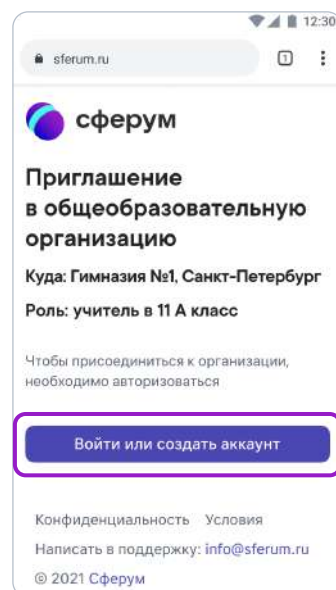 12:30
sferum.ru
1
сферум
Приглашение
в общеобразовательную
организацию
Куда: Гимназия №1, Санкт-Петербург
Роль: учитель в 11 А класс
Чтобы присоединиться к организации,
необходимо авторизоваться
Войти или создать аккаунт
Конфиденциальность Условия
Написать в поддержку: info@sferum.ru
© 2021 Сферум